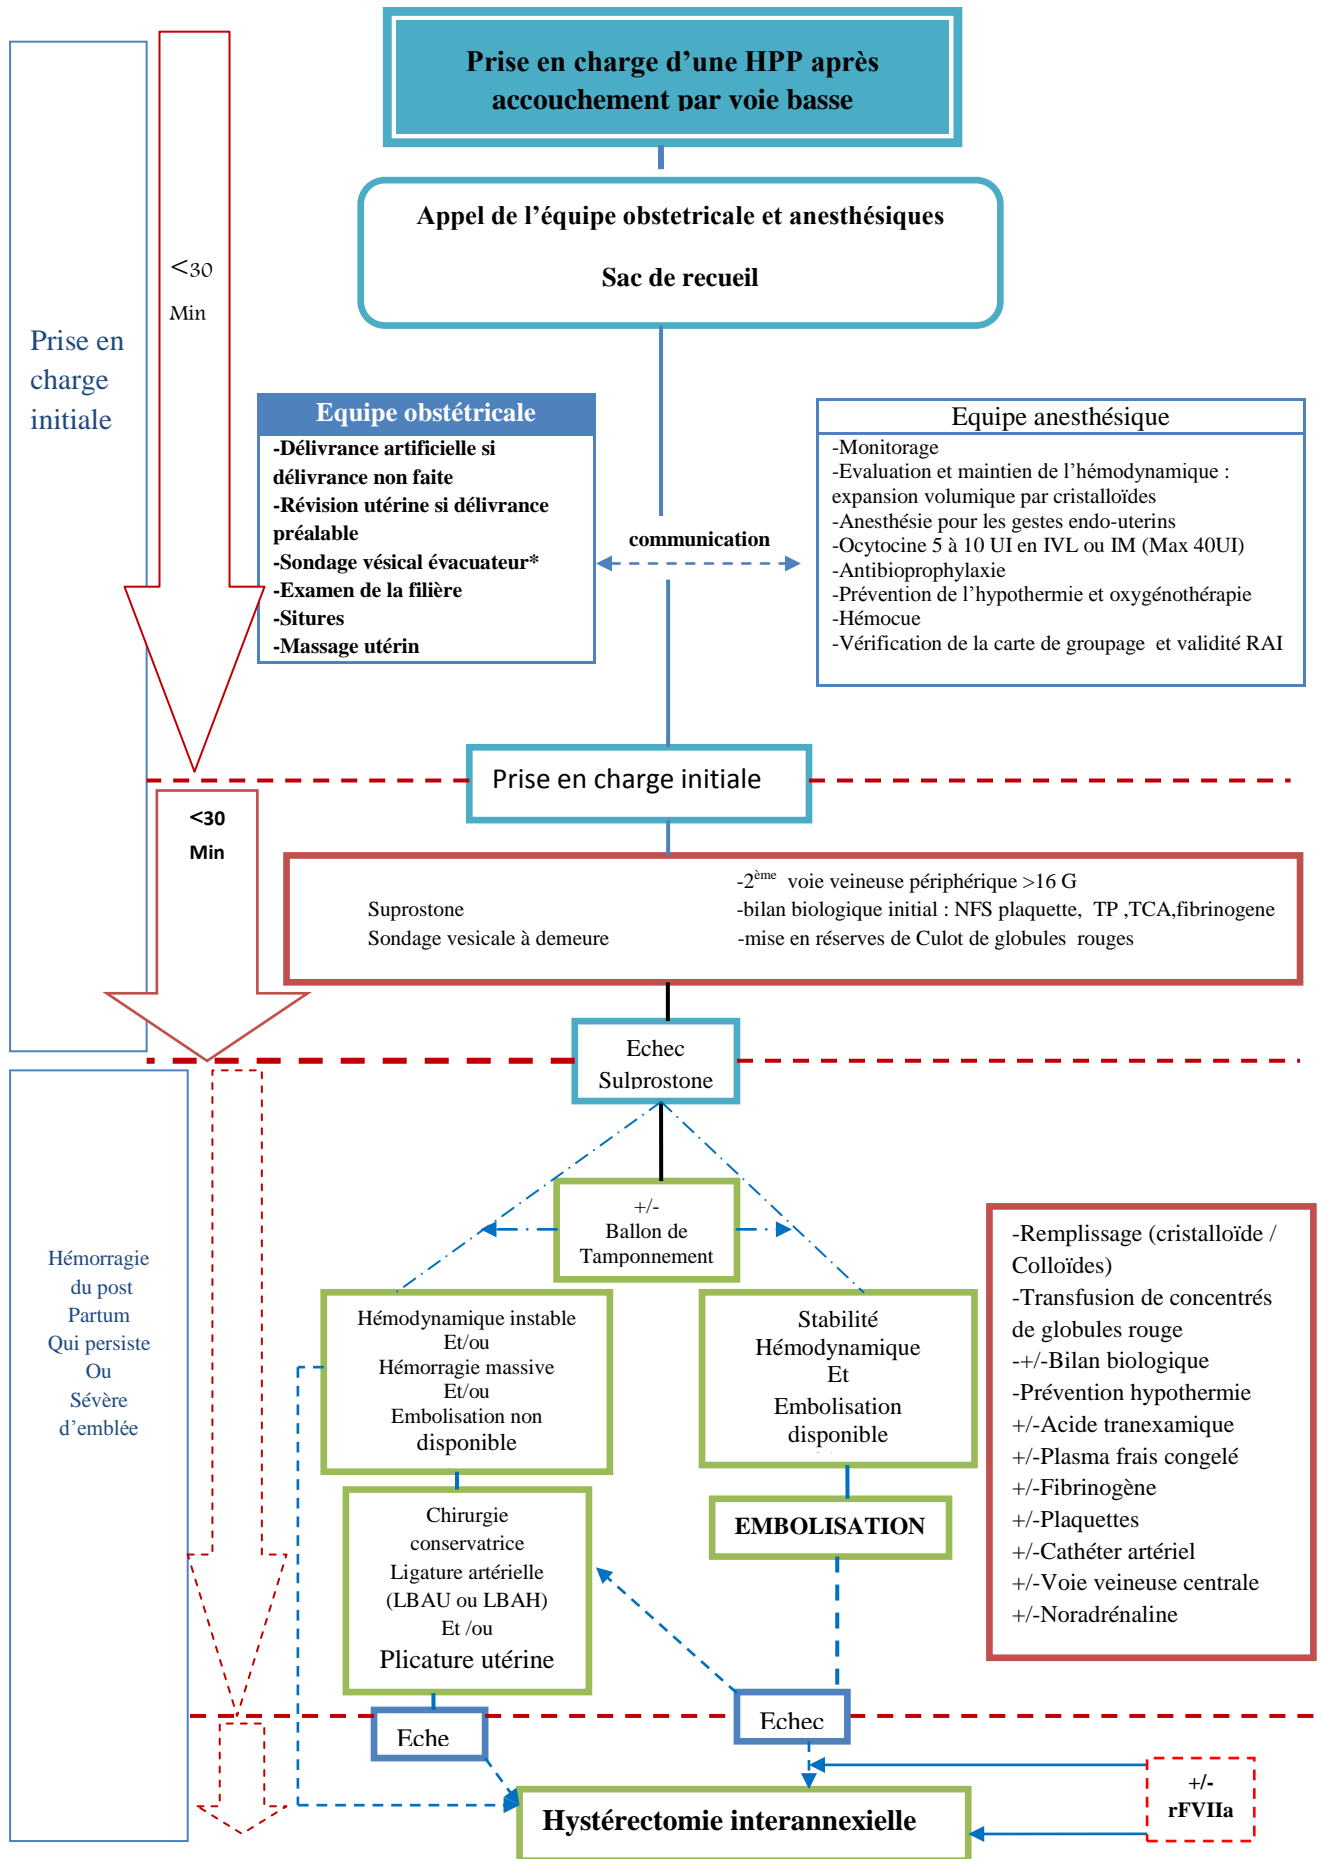 Prise en charge d’une HPP après
accouchement par voie basse
Appel de l’équipe obstetricale et anesthésiques
Sac de recueil
<30
Min
Prise en
charge
initiale
Equipe obstétricale
-Délivrance artificielle si
délivrance non faite
-Révision utérine si délivrance
préalable
-Sondage vésical évacuateur*
-Examen de la filière
-Situres
-Massage utérin
communication
Equipe anesthésique
-Monitorage
-Evaluation et maintien de l’hémodynamique :
expansion volumique par cristalloïdes
-Anesthésie pour les gestes endo-uterins
-Ocytocine 5 à 10 UI en IVL ou IM (Max 40UI)
-Antibioprophylaxie
-Prévention de l’hypothermie et oxygénothérapie
-Hémocue
-Vérification de la carte de groupage et validité RAI
Prise en charge initiale
<30
Min
Suprostone
Sondage vesicale à demeure
-2ème voie veineuse périphérique >16 G
-bilan biologique initial : NFS plaquette, TP ,TCA,fibrinogene
-mise en réserves de Culot de globules rouges
Echec
Sulprostone
+/-
Ballon de
Tamponnement
Hémorragie
du post
Partum
Qui persiste
Ou
Sévère
d’emblée
Hémodynamique instable
Et/ou
Hémorragie massive
Et/ou
Embolisation non
disponible
Stabilité
Hémodynamique
Et
Embolisation
disponible
-Remplissage (cristalloïde /
Colloïdes)
-Transfusion de concentrés
de globules rouge
-+/-Bilan biologique
-Prévention hypothermie
+/-Acide tranexamique
+/-Plasma frais congelé
+/-Fibrinogène
+/-Plaquettes
+/-Cathéter artériel
+/-Voie veineuse centrale
+/-Noradrénaline
Chirurgie
conservatrice
Ligature artérielle
(LBAU ou LBAH)
Et /ou
Plicature utérine
EMBOLISATION
Eche
Echec
+/-
rFVIIa
Hystérectomie interannexielle